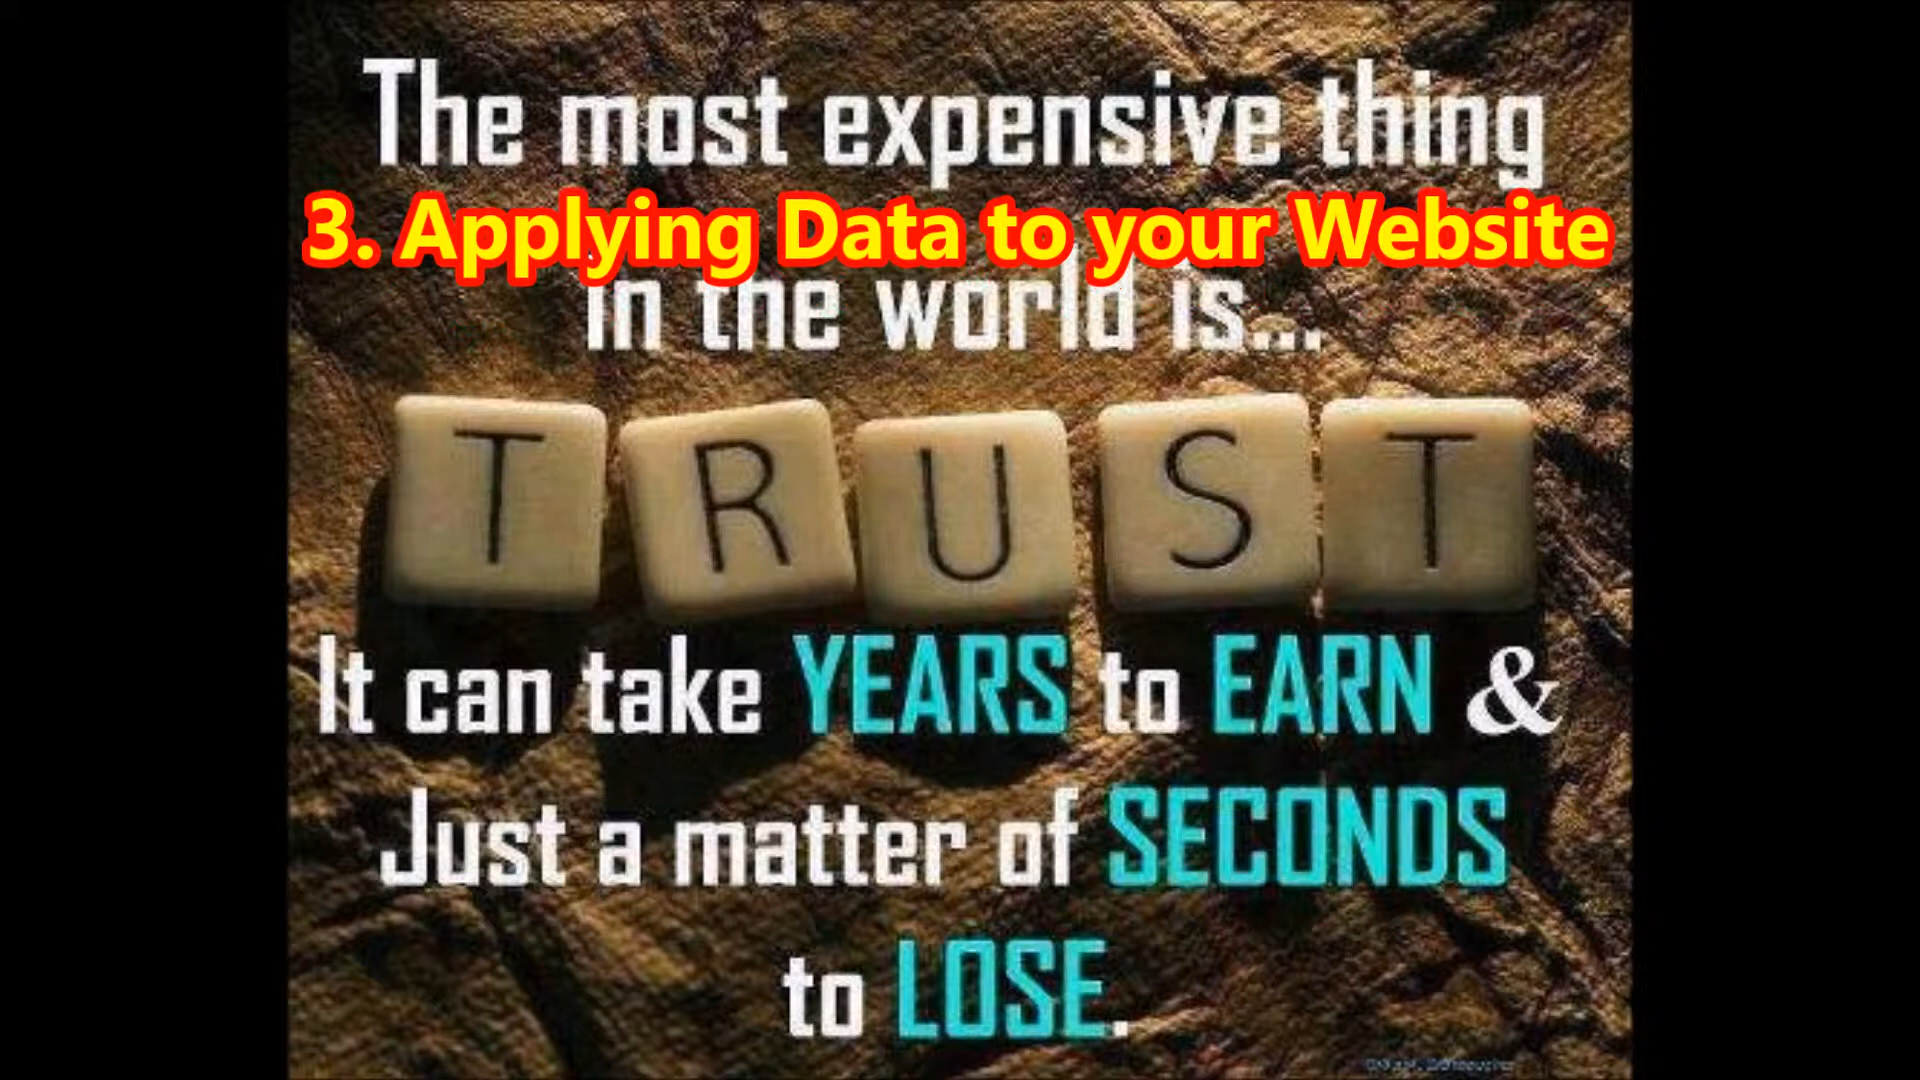 The most expensive thing
3. Applying Data to your Website
in the world is...
TRUST
It can take YEARS to EARN &
Just a matter of SECONDS
to LOSE.